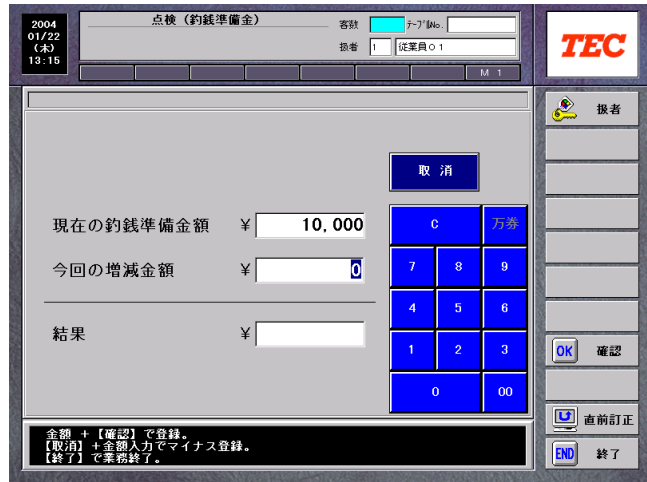 2004
01/22
(木)
13:15
点検（釣銭準備金）
客数
ﾃｰﾌﾞﾙNo.
扱者 1 従業員０１
M 1
TEC
扱者
取 消
現在の釣銭準備金額 ¥ 10,000
今回の増減金額 ¥ 0
結果 ¥
C 万券
7 8 9
4 5 6
1 2 3
0 00
OK 確認
直前訂正
END 終了
金額 ＋【確認】で登録。
【取消】＋金額入力でマイナス登録。
【終了】で業務終了。